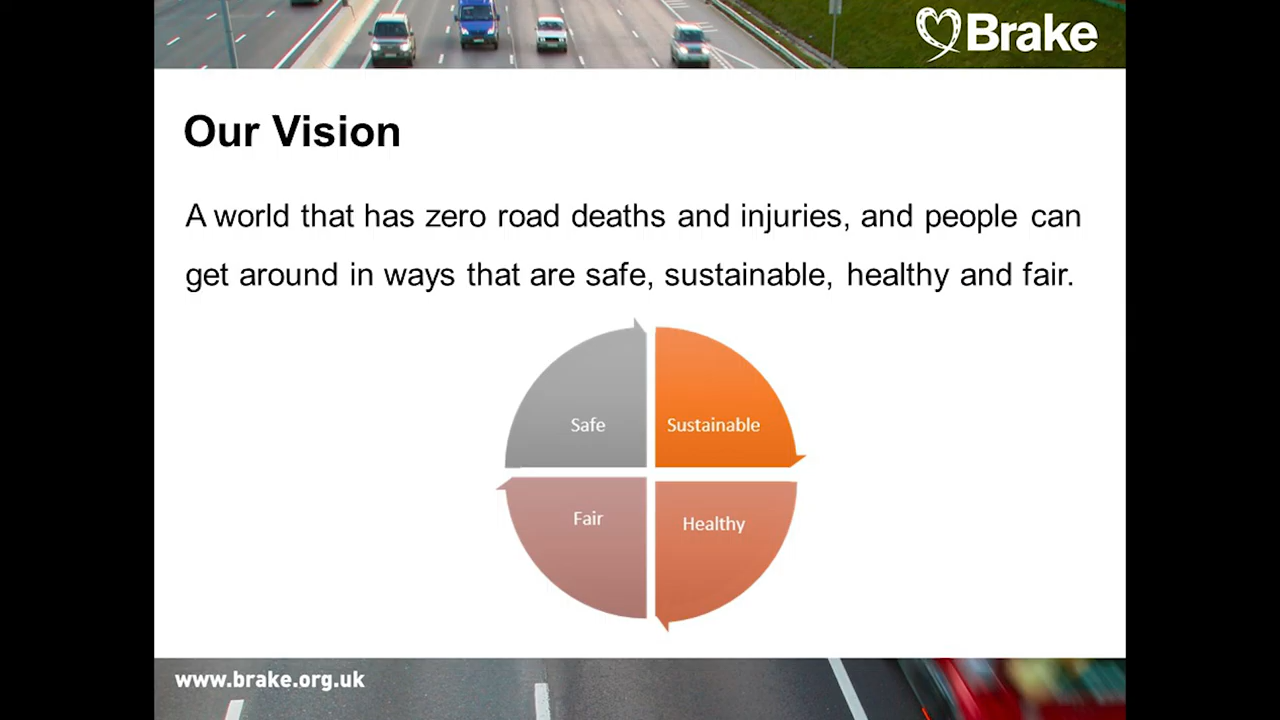 Brake
Our Vision
A world that has zero road deaths and injuries, and people can
get around in ways that are safe, sustainable, healthy and fair.
Safe
Sustainable
Fair
Healthy
www.brake.org.uk